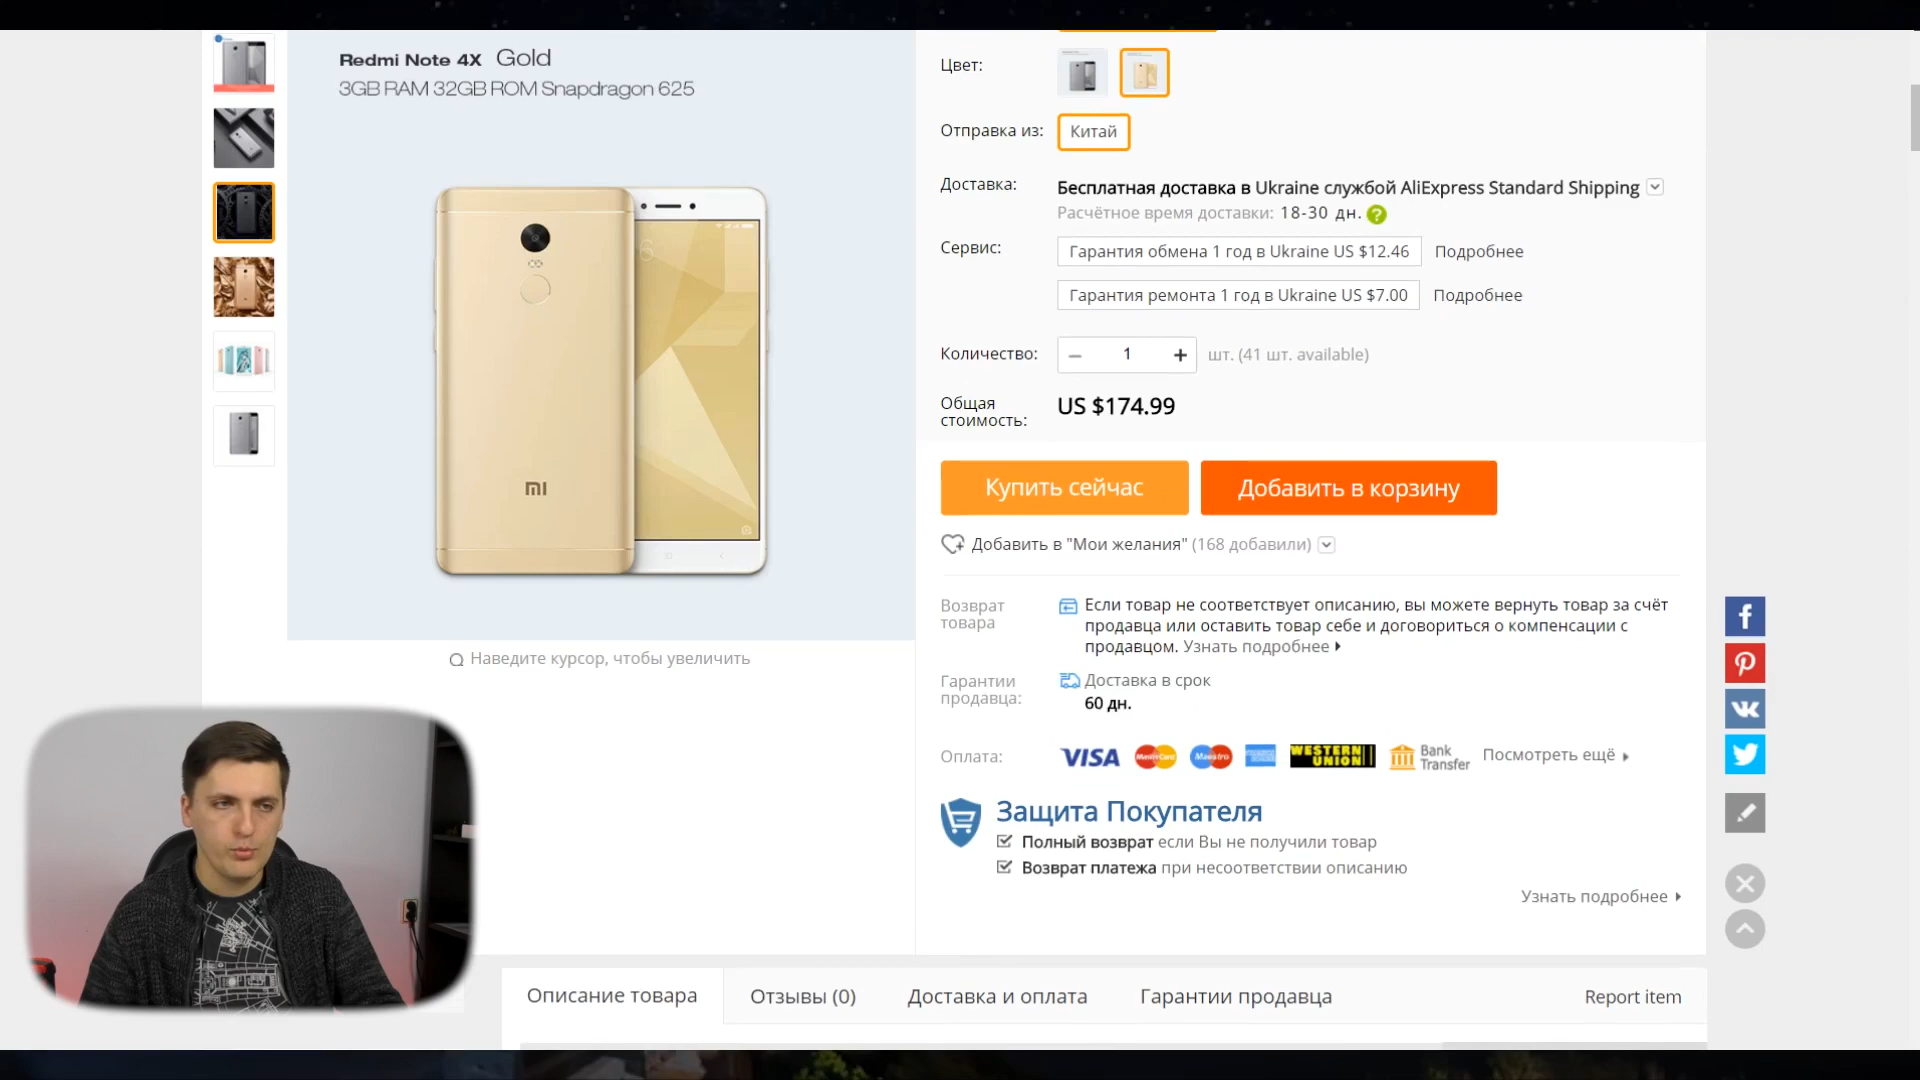 Redmi Note 4X Gold
3GB RAM 32GB ROM Snapdragon 625
mi
Наведите курсор, чтобы увеличить
Цвет:
Отправка из: Китай
Доставка: Бесплатная доставка в Ukraine службой AliExpress Standard Shipping
Расчётное время доставки: 18-30 дн. ?
Сервис: Гарантия обмена 1 год в Ukraine US $12.46 Подробнее
Гарантия ремонта 1 год в Ukraine US $7.00 Подробнее
Количество: − 1 + шт. (41 шт. available)
Общая
стоимость: US $174.99
Купить сейчас Добавить в корзину
Добавить в "Мои желания" (168 добавили)
Возврат
товара
Если товар не соответствует описанию, вы можете вернуть товар за счёт
продавца или оставить товар себе и договориться о компенсации с
продавцом. Узнать подробнее
Гарантии
продавца:
Доставка в срок
60 дн.
Оплата: VISA MasterCard Maestro WESTERN UNION Bank Transfer Посмотреть ещё
Защита Покупателя
Полный возврат если Вы не получили товар
Возврат платежа при несоответствии описанию
Узнать подробнее
Описание товара Отзывы (0) Доставка и оплата Гарантии продавца Report item